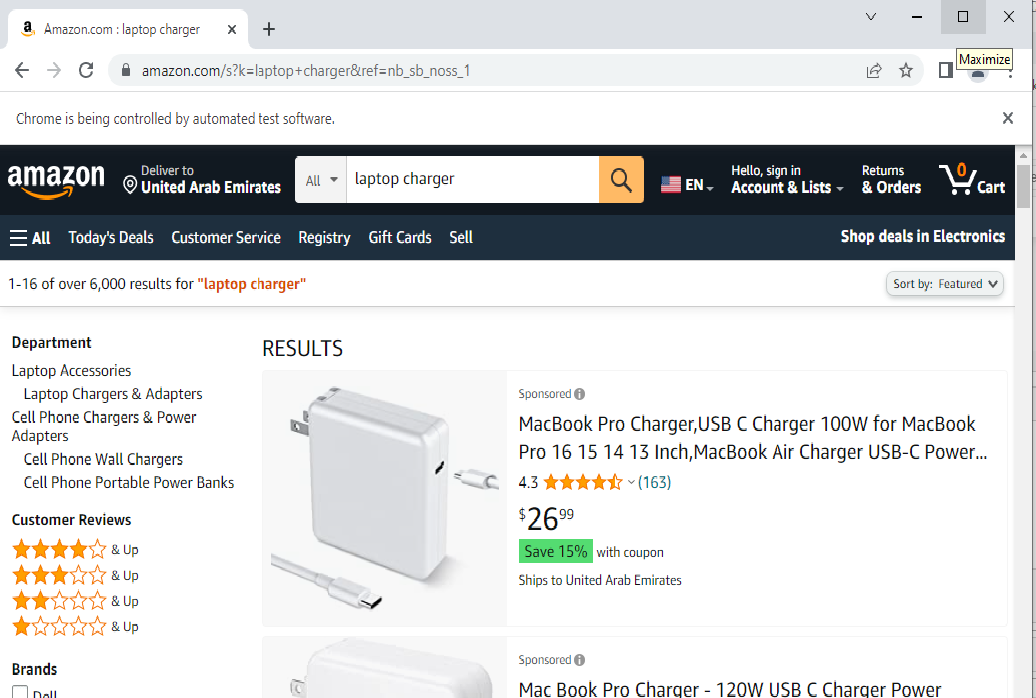 Amazon.com : laptop charger
Maximize
amazon.com/s?k=laptop+charger&ref=nb_sb_noss_1
Chrome is being controlled by automated test software.
amazon
Deliver to
United Arab Emirates
All
laptop charger
EN
Hello, sign in
Account & Lists
Returns
& Orders
0
Cart
All
Today's Deals
Customer Service
Registry
Gift Cards
Sell
Shop deals in Electronics
1-16 of over 6,000 results for "laptop charger"
Sort by: Featured
Department
Laptop Accessories
Laptop Chargers & Adapters
Cell Phone Chargers & Power
Adapters
Cell Phone Wall Chargers
Cell Phone Portable Power Banks
Customer Reviews
& Up
& Up
& Up
& Up
Brands
Dell
RESULTS
Sponsored
MacBook Pro Charger,USB C Charger 100W for MacBook
Pro 16 15 14 13 Inch,MacBook Air Charger USB-C Power...
4.3 (163)
$26 99
Save 15% with coupon
Ships to United Arab Emirates
Sponsored
Mac Book Pro Charger - 120W USB C Charger Power